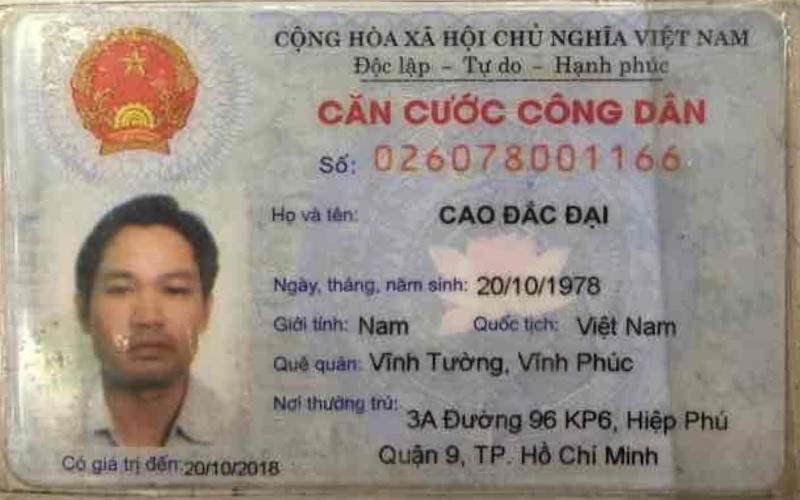 CỘNG HÒA XÃ HỘI CHỦ NGHĨA VIỆT NAM
Độc lập – Tự do – Hạnh phúc
CĂN CƯỚC CÔNG DÂN
Số: 026078001166
Họ và tên: CAO ĐẮC ĐẠI
Ngày, tháng, năm sinh: 20/10/1978
Giới tính: Nam Quốc tịch: Việt Nam
Quê quán: Vĩnh Tường, Vĩnh Phúc
Nơi thường trú: 3A Đường 96 KP6, Hiệp Phú
Quận 9, TP. Hồ Chí Minh
Có giá trị đến: 20/10/2018